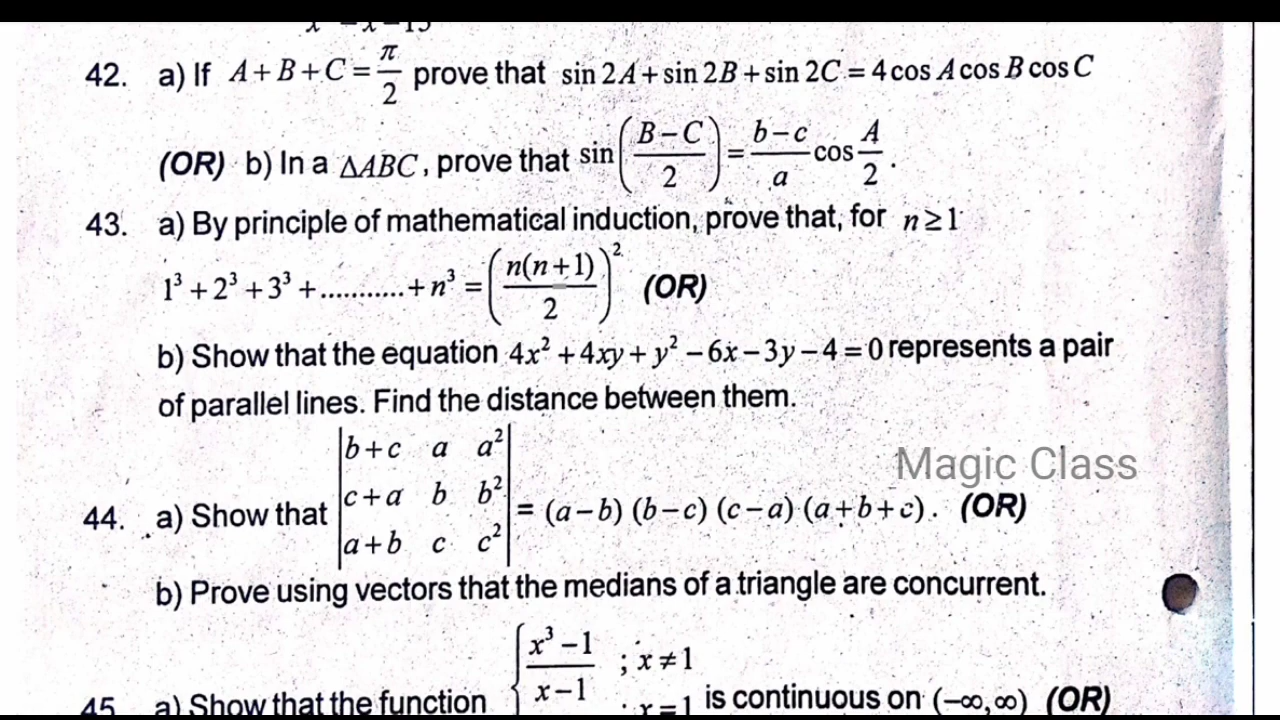 42. a) If A+B+C = π/2 prove that sin 2A + sin 2B + sin 2C = 4 cos A cos B cos C
(OR) b) In a ΔABC, prove that sin((B−C)/2) = (b−c)/a cos A/2.
43. a) By principle of mathematical induction, prove that, for n ≥ 1
1³ + 2³ + 3³ + ........... + n³ = (n(n+1)/2)² (OR)
b) Show that the equation 4x² + 4xy + y² − 6x − 3y − 4 = 0 represents a pair
of parallel lines. Find the distance between them.
Magic Class
44. a) Show that |b+c a a²; c+a b b²; a+b c c²| = (a−b) (b−c) (c−a) (a+b+c). (OR)
b) Prove using vectors that the medians of a triangle are concurrent.
45 a) Show that the function { (x³−1)/(x−1) ; x ≠ 1 ; x = 1 is continuous on (−∞,∞) (OR)